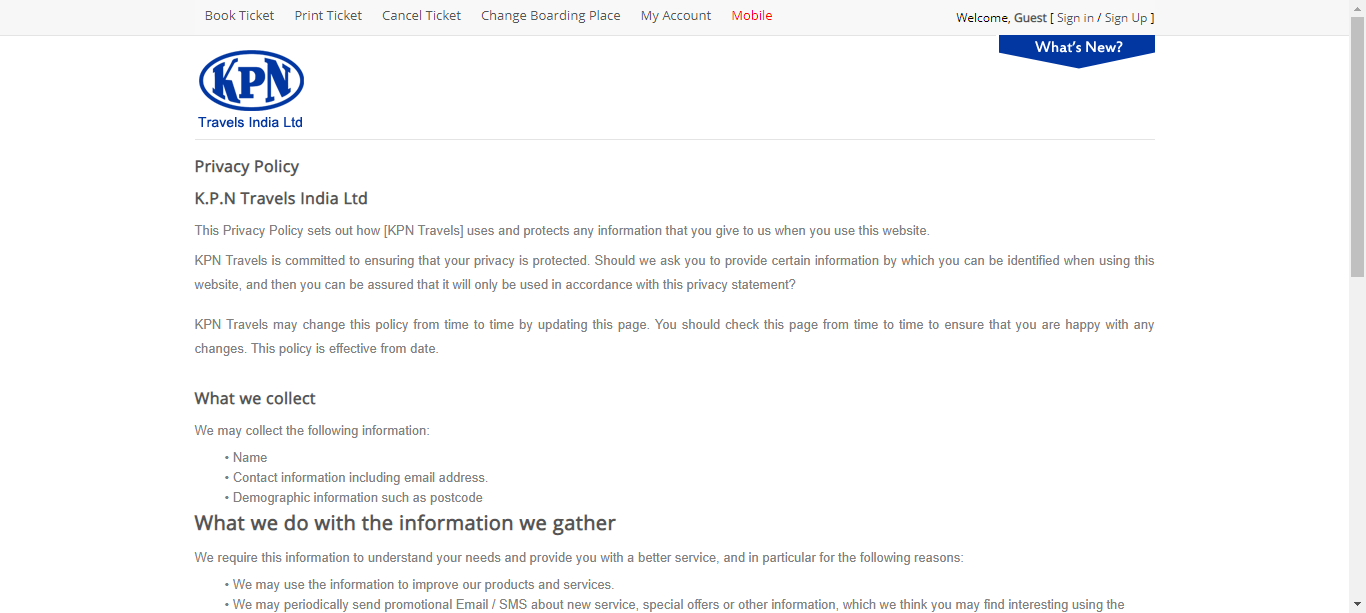 Book Ticket Print Ticket Cancel Ticket Change Boarding Place My Account Mobile Welcome, Guest [ Sign in / Sign Up ]
What's New?
KPN
Travels India Ltd
Privacy Policy
K.P.N Travels India Ltd
This Privacy Policy sets out how [KPN Travels] uses and protects any information that you give to us when you use this website.
KPN Travels is committed to ensuring that your privacy is protected. Should we ask you to provide certain information by which you can be identified when using this
website, and then you can be assured that it will only be used in accordance with this privacy statement?
KPN Travels may change this policy from time to time by updating this page. You should check this page from time to time to ensure that you are happy with any
changes. This policy is effective from date.
What we collect
We may collect the following information:
• Name
• Contact information including email address.
• Demographic information such as postcode
What we do with the information we gather
We require this information to understand your needs and provide you with a better service, and in particular for the following reasons:
• We may use the information to improve our products and services.
• We may periodically send promotional Email / SMS about new service, special offers or other information, which we think you may find interesting using the